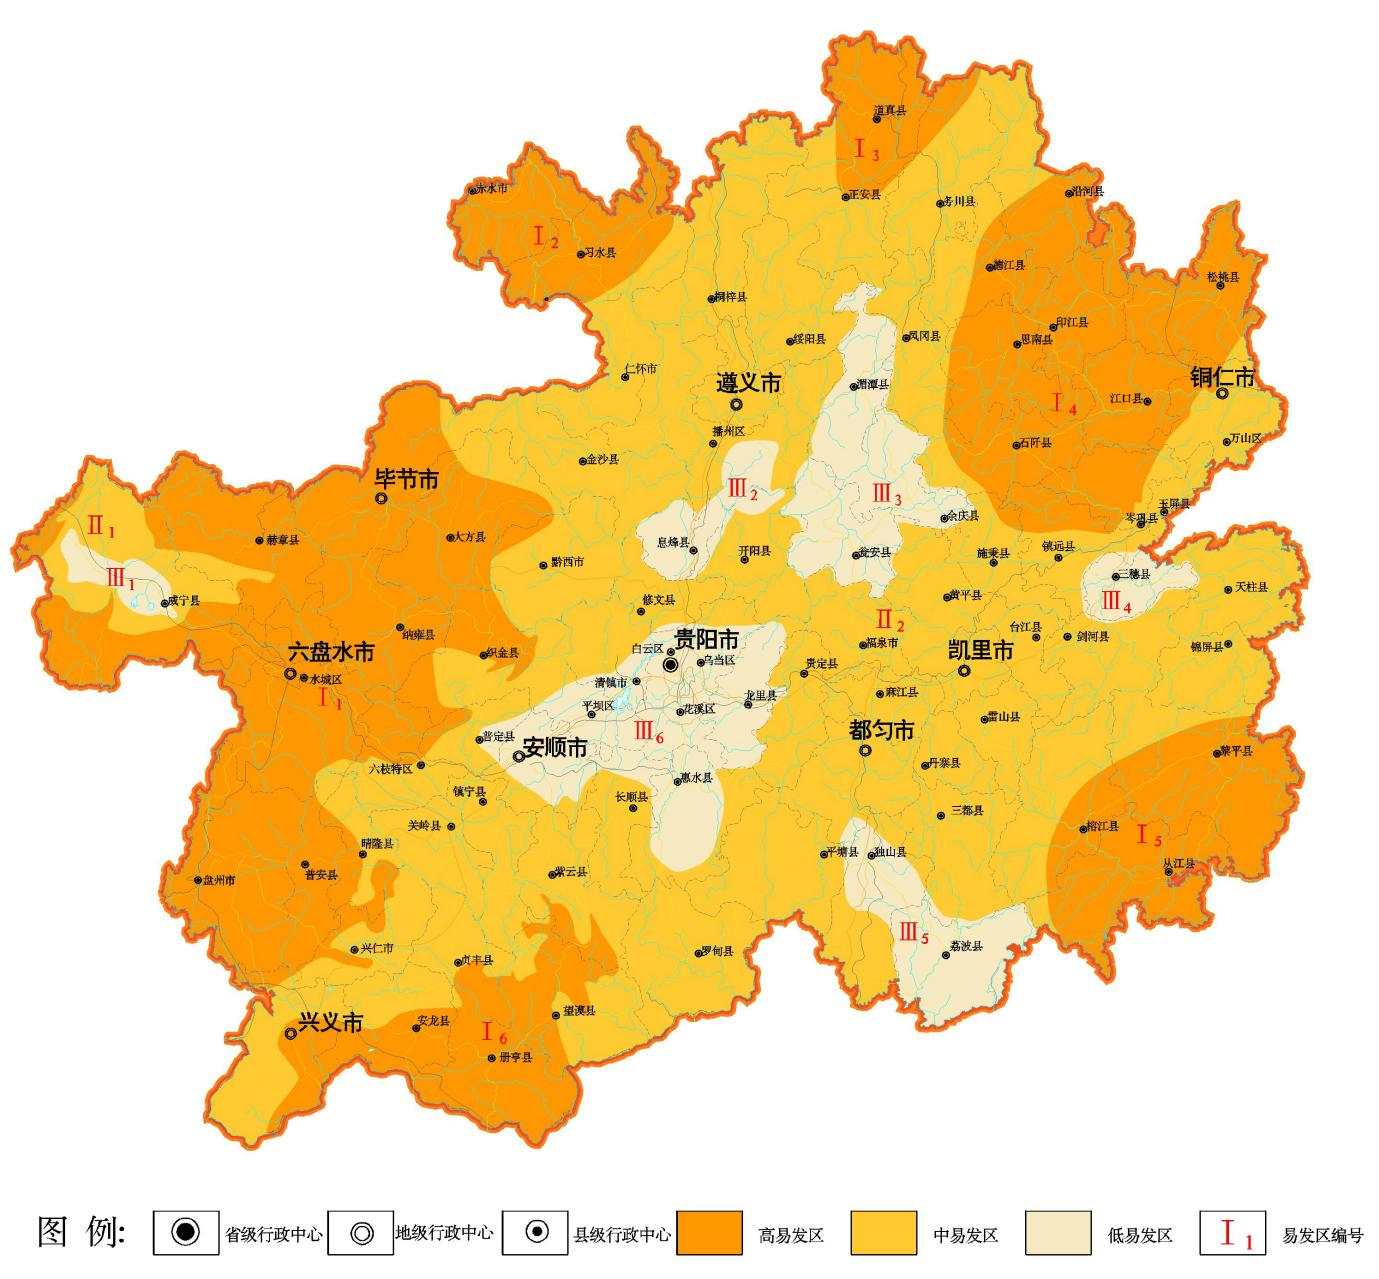 道真县
Ⅰ3
赤水市
正安县
务川县
沿河县
Ⅰ2
习水县
德江县
松桃县
桐梓县
绥阳县
凤冈县
印江县
思南县
仁怀市
遵义市
湄潭县
铜仁市
江口县
Ⅰ4
播州区
石阡县
万山区
金沙县
毕节市
Ⅲ2
Ⅲ3
余庆县
玉屏县
岑巩县
Ⅱ1
赫章县
大方县
息烽县
开阳县
瓮安县
施秉县
镇远县
黔西市
Ⅲ1
三穗县
天柱县
威宁县
修文县
黄平县
Ⅲ4
Ⅱ2
纳雍县
台江县
剑河县
贵阳市
福泉市
锦屏县
六盘水市
织金县
白云区
乌当区
贵定县
凯里市
水城区
清镇市
Ⅰ1
平坝区
花溪区
龙里县
麻江县
雷山县
Ⅲ6
都匀市
普定县
安顺市
黎平县
六枝特区
惠水县
丹寨县
镇宁县
长顺县
三都县
关岭县
榕江县
Ⅰ5
晴隆县
平塘县
独山县
从江县
盘州市
普安县
紫云县
Ⅲ5
兴仁市
罗甸县
荔波县
贞丰县
兴义市
安龙县
望谟县
Ⅰ6
册亨县
图 例:
省级行政中心 地级行政中心 县级行政中心 高易发区 中易发区 低易发区 Ⅰ1 易发区编号